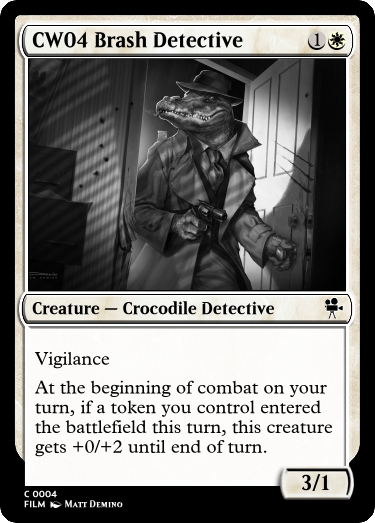 CW04 Brash Detective 1
Creature — Crocodile Detective
Vigilance
At the beginning of combat on your
turn, if a token you control entered
the battlefield this turn, this creature
gets +0/+2 until end of turn.
3/1
C 0004
FILM Matt Demino